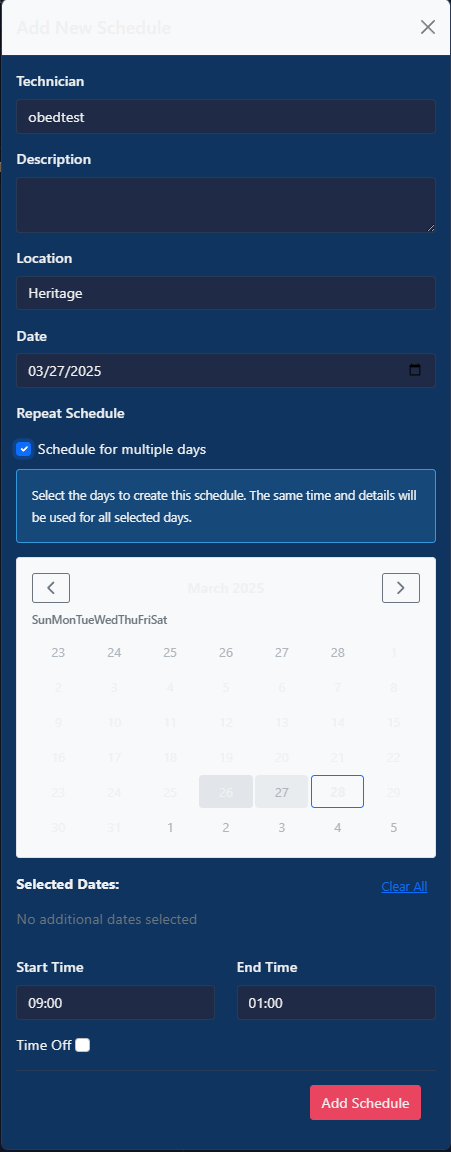 Add New Schedule
Technician
obedtest
Description
Location
Heritage
Date
03/27/2025
Repeat Schedule
Schedule for multiple days
Select the days to create this schedule. The same time and details will
be used for all selected days.
March 2025
SunMonTueWedThuFriSat
23 24 25 26 27 28 1
2 3 4 5 6 7 8
9 10 11 12 13 14 15
16 17 18 19 20 21 22
23 24 25 26 27 28 29
30 31 1 2 3 4 5
Selected Dates: Clear All
No additional dates selected
Start Time End Time
09:00 01:00
Time Off
Add Schedule